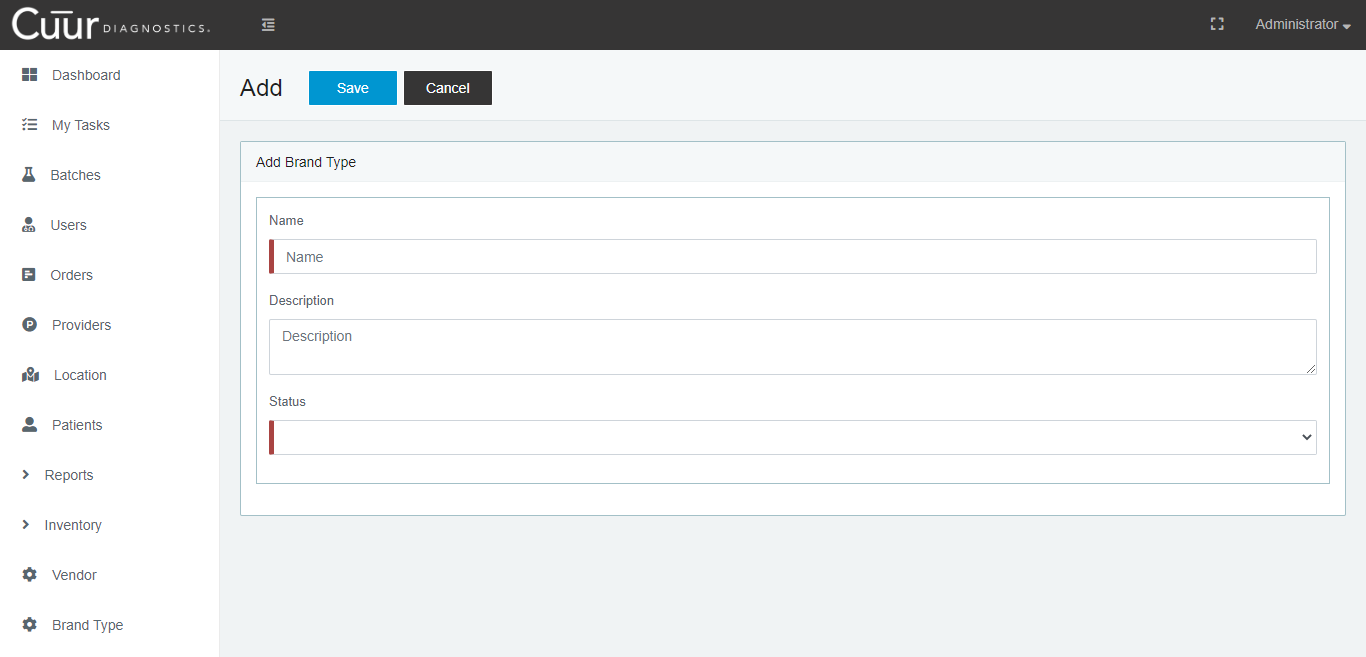 Cuūr DIAGNOSTICS.
Administrator
Dashboard
My Tasks
Batches
Users
Orders
Providers
Location
Patients
Reports
Inventory
Vendor
Brand Type
Add
Save
Cancel
Add Brand Type
Name
Name
Description
Description
Status